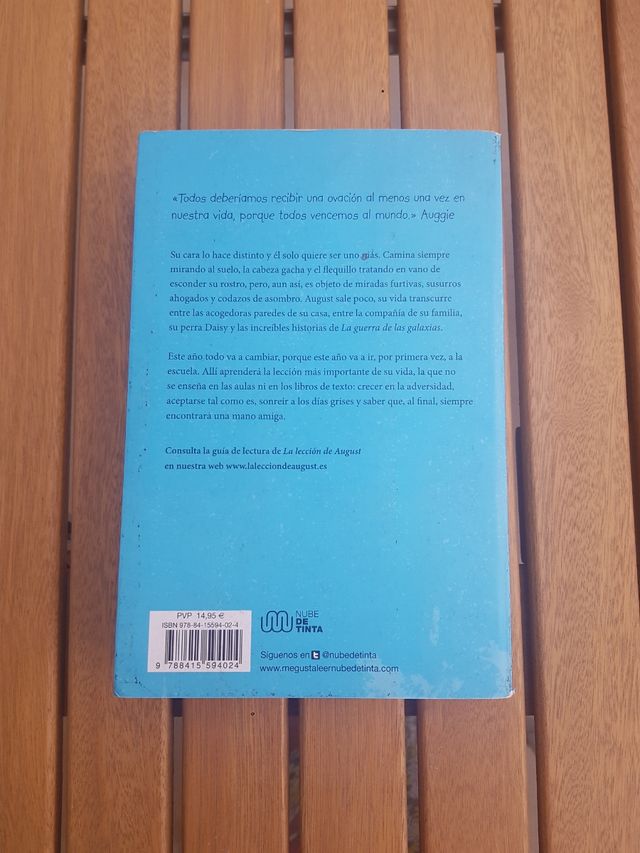 «Todos deberíamos recibir una ovación al menos una vez en
nuestra vida, porque todos vencemos al mundo.» Auggie
Su cara lo hace distinto y él solo quiere ser uno más. Camina siempre
mirando al suelo, la cabeza gacha y el flequillo tratando en vano de
esconder su rostro, pero, aun así, es objeto de miradas furtivas, susurros
ahogados y codazos de asombro. August sale poco, su vida transcurre
entre las acogedoras paredes de su casa, entre la compañía de su familia,
su perra Daisy y las increíbles historias de La guerra de las galaxias.
Este año todo va a cambiar, porque este año va a ir, por primera vez, a la
escuela. Allí aprenderá la lección más importante de su vida, la que no
se enseña en las aulas ni en los libros de texto: crecer en la adversidad,
aceptarse tal como es, sonreír a los días grises y saber que, al final, siempre
encontrará una mano amiga.
Consulta la guía de lectura de La lección de August
en nuestra web www.lalecciondeaugust.es
PVP 14,95 €
ISBN 978-84-15594-02-4
9 788415 594024
NUBE
DE
TINTA
Síguenos en @nubedetinta
www.megustaleernubedetinta.com